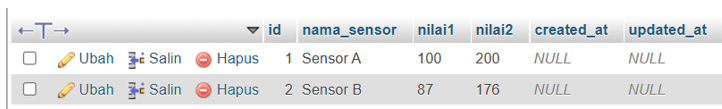 id nama_sensor nilai1 nilai2 created_at updated_at
Ubah Salin Hapus 1 Sensor A 100 200 NULL NULL
Ubah Salin Hapus 2 Sensor B 87 176 NULL NULL